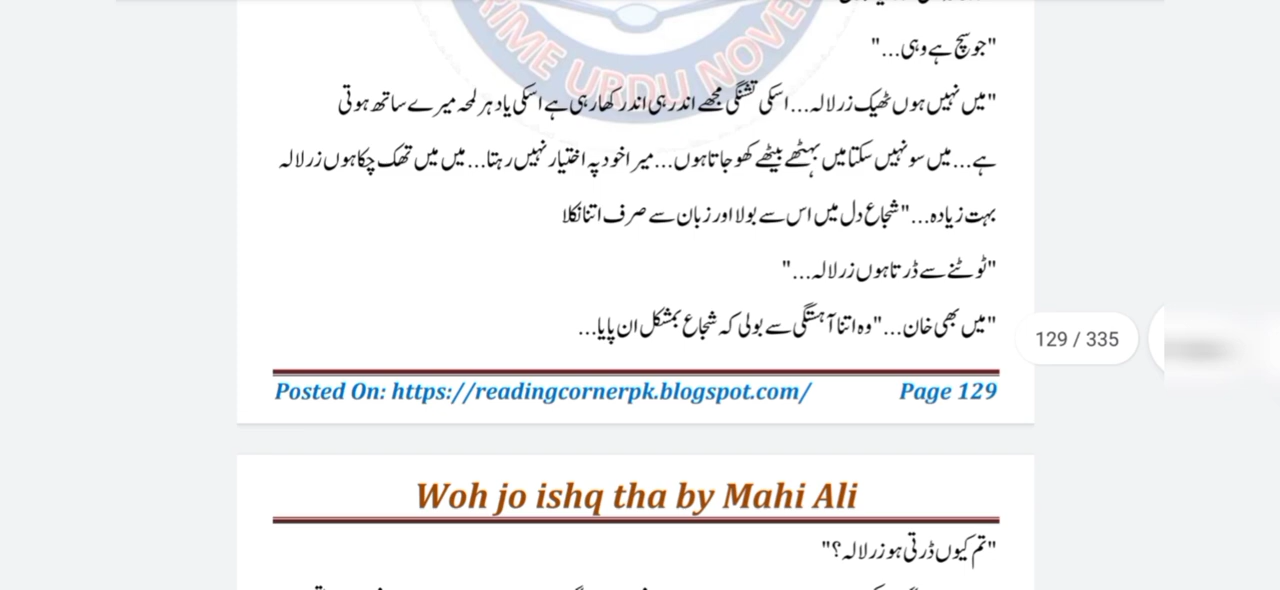 PRIME URDU NOVE
"جو سچ ہے وہی..."
"میں نہیں ہوں ٹھیک زرلالہ... اسکی تشنگی مجھے اندر ہی اندر کھا رہی ہے اسکی یاد ہر لمحہ میرے ساتھ ہوتی
ہے... میں سو نہیں سکتا میں بہٹھے بیٹھے کھو جاتا ہوں... میرا خود پہ اختیار نہیں رہتا... میں میں تھک چکا ہوں زرلالہ
بہت زیادہ..." شجاع دل میں اس سے بولا اور زبان سے صرف اتنا نکلا
"ٹوٹنے سے ڈرتا ہوں زرلالہ..."
"میں بھی خان..." وہ اتنا آہستگی سے بولی کہ شجاع بمشکل ان پایا...
129 / 335
Posted On: https://readingcornerpk.blogspot.com/ Page 129
Woh jo ishq tha by Mahi Ali
"تم کیوں ڈرتی ہو زرلالہ؟"